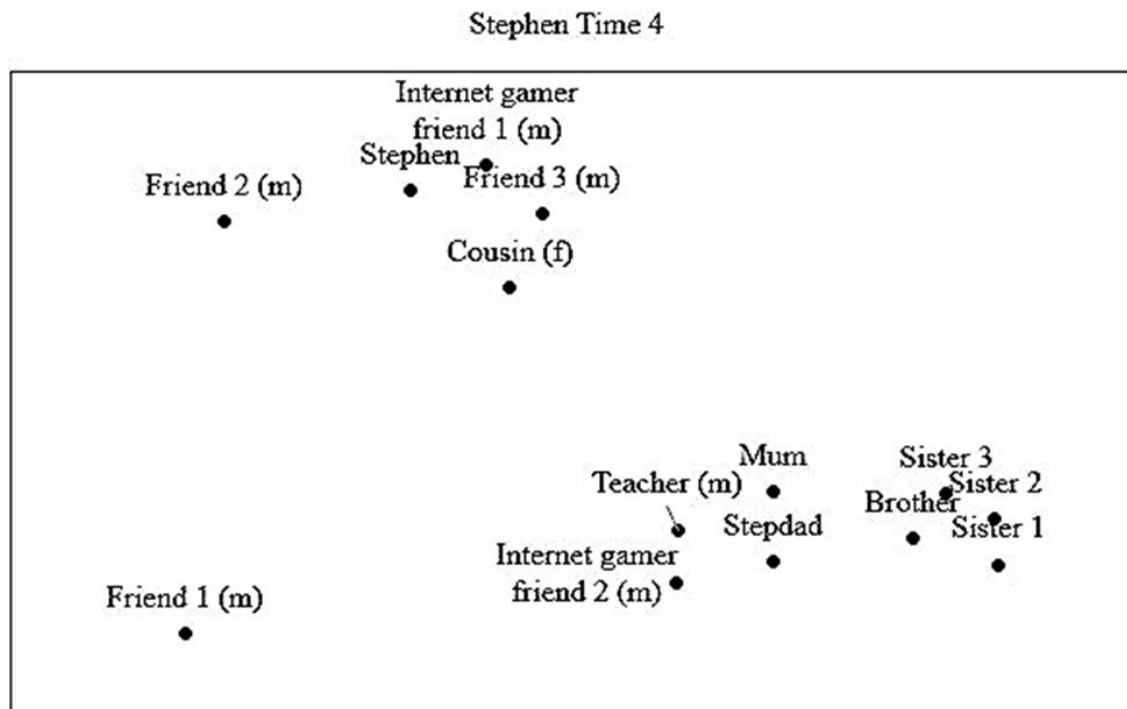 Stephen Time 4
Internet gamer
friend 1 (m)
Stephen
Friend 2 (m)
Friend 3 (m)
Cousin (f)
Mum
Sister 3
Teacher (m)
Sister 2
Brother
Stepdad
Sister 1
Internet gamer
friend 2 (m)
Friend 1 (m)